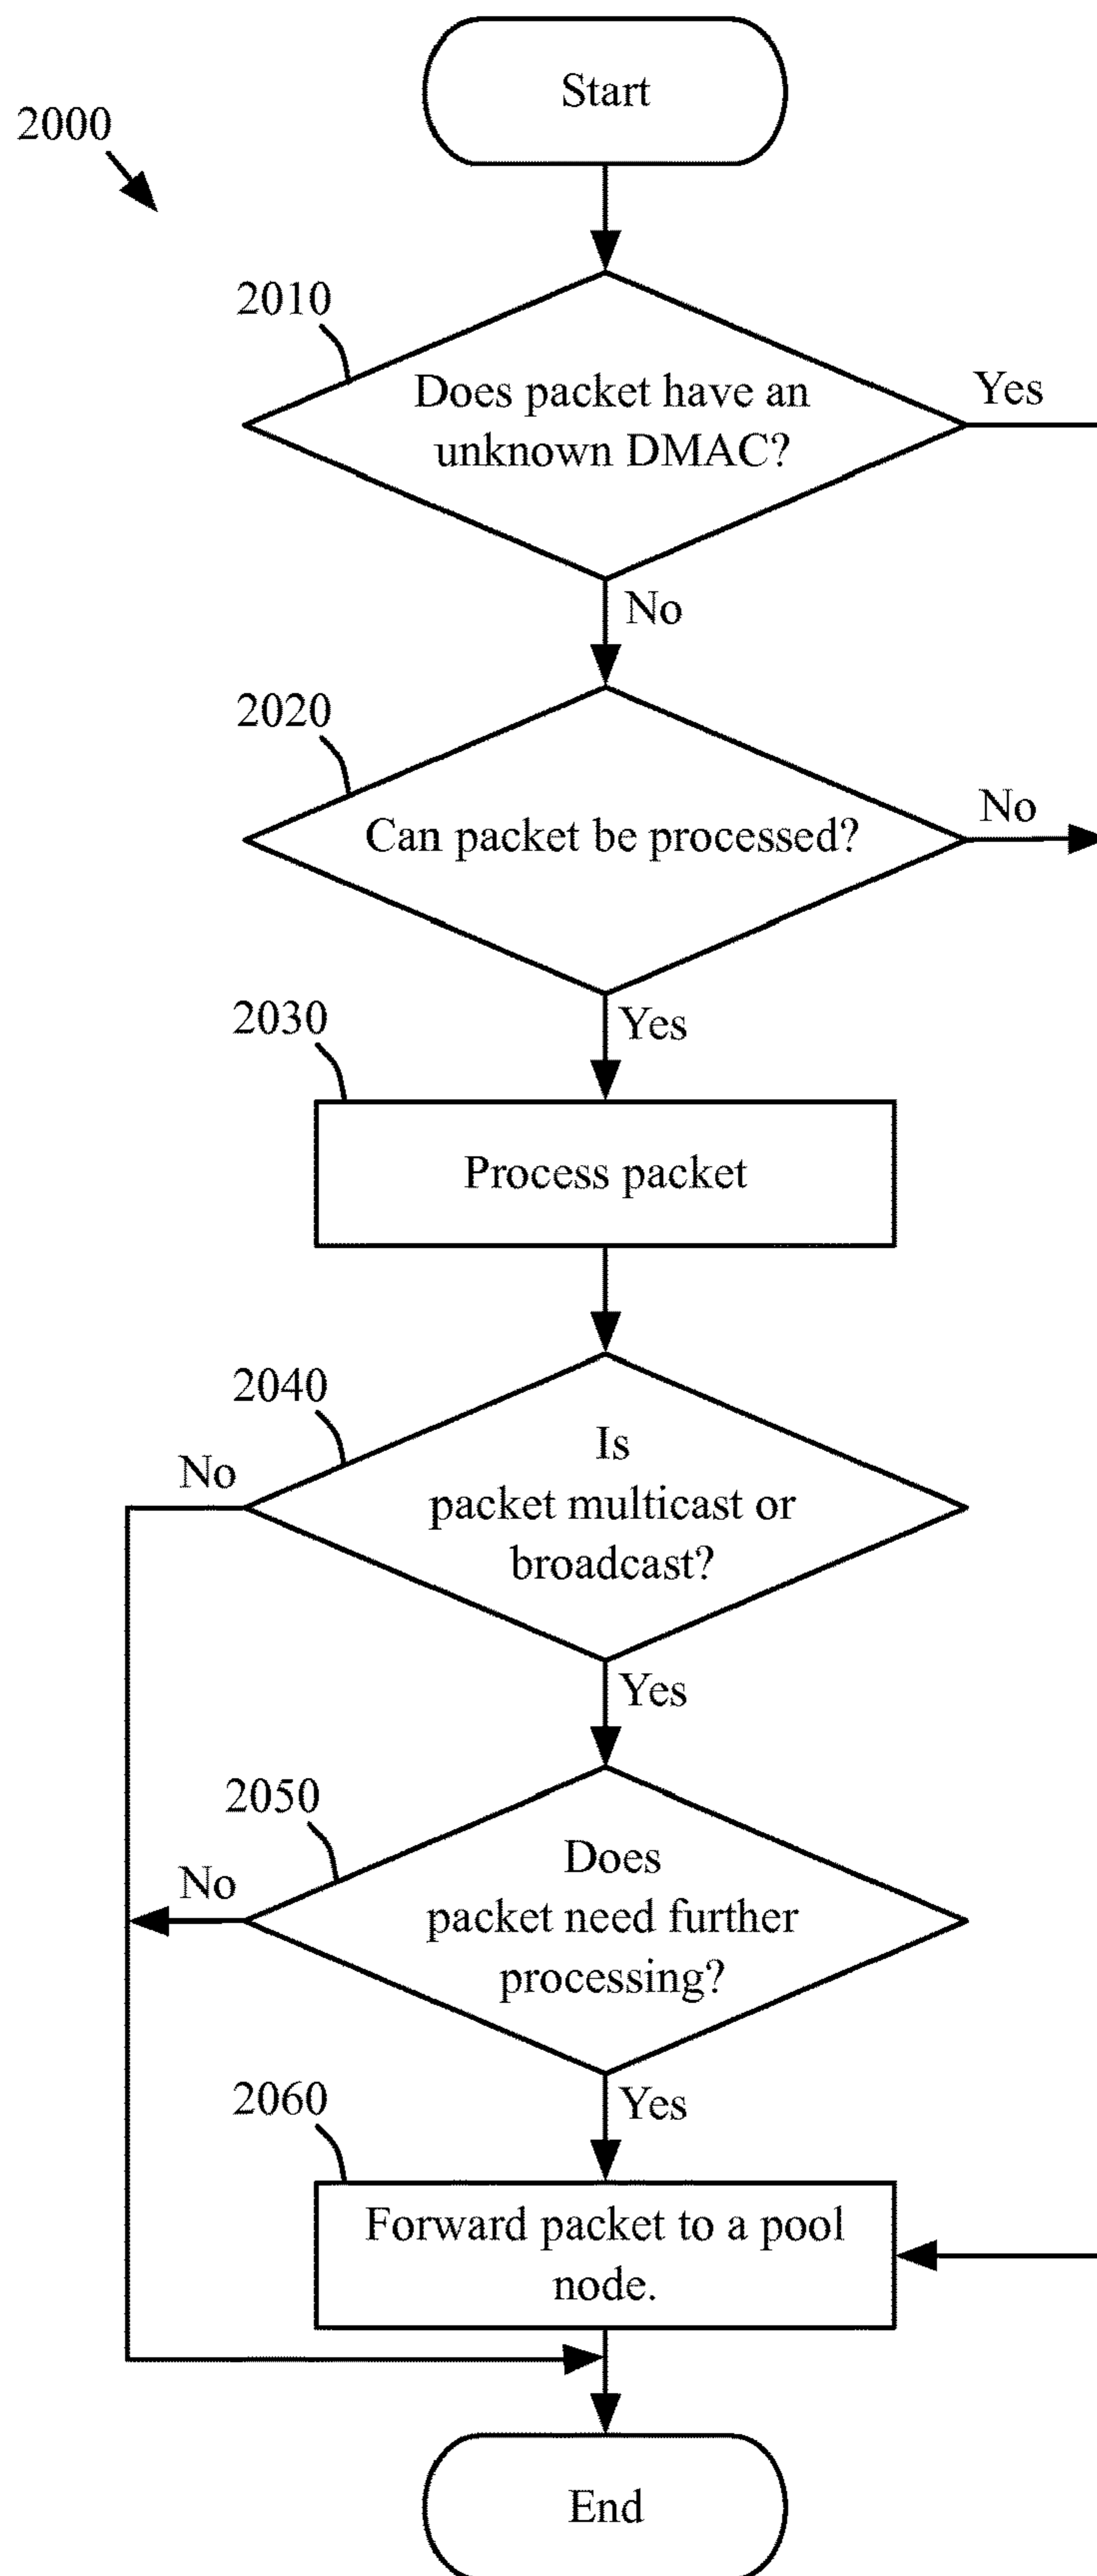 Start
2000
2010
Does packet have an
unknown DMAC?
Yes
No
2020
Can packet be processed?
No
Yes
2030
Process packet
2040
No
Is
packet multicast or
broadcast?
Yes
2050
No
Does
packet need further
processing?
Yes
2060
Forward packet to a pool
node.
End